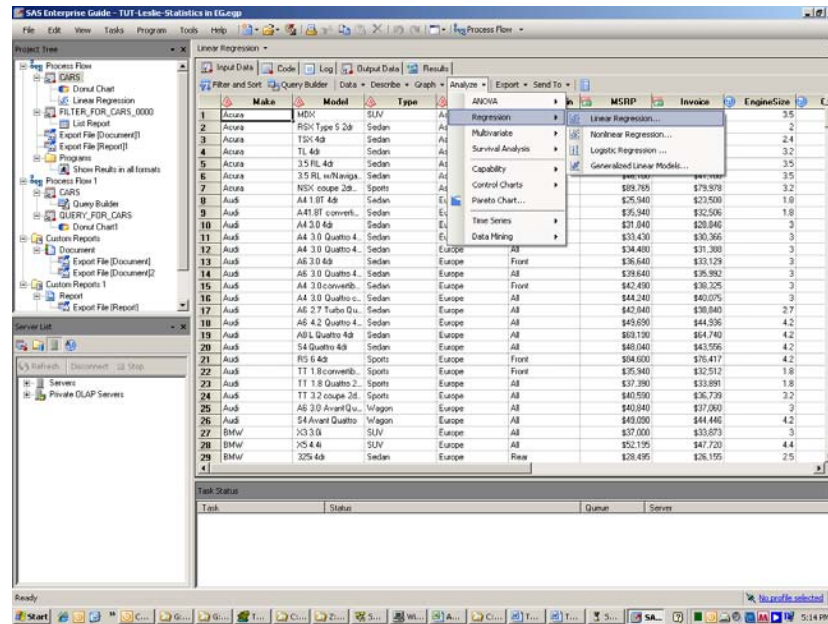 SAS Enterprise Guide - TUT-Leslie-Statistics in EG.egp
File Edit View Tasks Program Tools Help Process Flow
Project Tree
Linear Regression
Process Flow
CARS
Donut Chart
Linear Regression
FILTER_FOR_CARS_0000
List Report
Export File [Document]1
Export File [Report]1
Programs
Show Results in all formats
Process Flow 1
CARS
Query Builder
QUERY_FOR_CARS
Donut Chart1
Custom Reports
Document
Export File [Document]
Export File [Document]2
Custom Reports 1
Report
Export File [Report]
Server List
Refresh Disconnect Stop
Servers
Private OLAP Servers
Input Data Code Log Output Data Results
Filter and Sort Query Builder Data Describe Graph Analyze Export Send To
Make Model Type MSRP Invoice EngineSize
ANOVA
Regression
Multivariate
Survival Analysis
Capability
Control Charts
Pareto Chart...
Time Series
Data Mining
Linear Regression...
Nonlinear Regression...
Logistic Regression ...
Generalized Linear Models...
1 Acura MDX SUV 3.5
2 Acura RSX Type S 2dr Sedan 2
3 Acura TSX 4dr Sedan 2.4
4 Acura TL 4dr Sedan 3.2
5 Acura 3.5 RL 4dr Sedan 3.5
6 Acura 3.5 RL w/Naviga.. Sedan 3.5
7 Acura NSX coupe 2dr.. Sports $89,765 $79,978 3.2
8 Audi A4 1.8T 4dr Sedan $25,940 $23,508 1.8
9 Audi A41.8T converti.. Sedan $35,940 $32,506 1.8
10 Audi A4 3.0 4dr Sedan $31,840 $28,846 3
11 Audi A4 3.0 Quattro 4.. Sedan $33,430 $30,366 3
12 Audi A4 3.0 Quattro 4.. Sedan Europe All $34,480 $31,388 3
13 Audi A6 3.0 4dr Sedan Europe Front $36,640 $33,129 3
14 Audi A6 3.0 Quattro 4.. Sedan Europe All $39,640 $35,992 3
15 Audi A4 3.0 convertib.. Sedan Europe Front $42,490 $38,325 3
16 Audi A4 3.0 Quattro c.. Sedan Europe All $44,240 $40,075 3
17 Audi A6 2.7 Turbo Qu.. Sedan Europe All $42,840 $38,840 2.7
18 Audi A6 4.2 Quattro 4.. Sedan Europe All $49,690 $44,936 4.2
19 Audi A8 L Quattro 4dr Sedan Europe All $69,190 $64,740 4.2
20 Audi S4 Quattro 4dr Sedan Europe All $48,040 $43,556 4.2
21 Audi RS 6 4dr Sports Europe Front $84,600 $76,417 4.2
22 Audi TT 1.8 convertib.. Sports Europe Front $35,940 $32,512 1.8
23 Audi TT 1.8 Quattro 2.. Sports Europe All $37,390 $33,891 1.8
24 Audi TT 3.2 coupe 2d.. Sports Europe All $40,590 $36,739 3.2
25 Audi A6 3.0 Avant Qu.. Wagon Europe All $40,840 $37,060 3
26 Audi S4 Avant Quattro Wagon Europe All $49,090 $44,446 4.2
27 BMW X3 3.0i SUV Europe All $37,000 $33,873 3
28 BMW X5 4.4i SUV Europe All $52,195 $47,720 4.4
29 BMW 325i 4dr Sedan Europe Rear $28,495 $26,155 2.5
Task Status
Task Status Queue Server
Ready
No profile selected
Start
5:14 PM